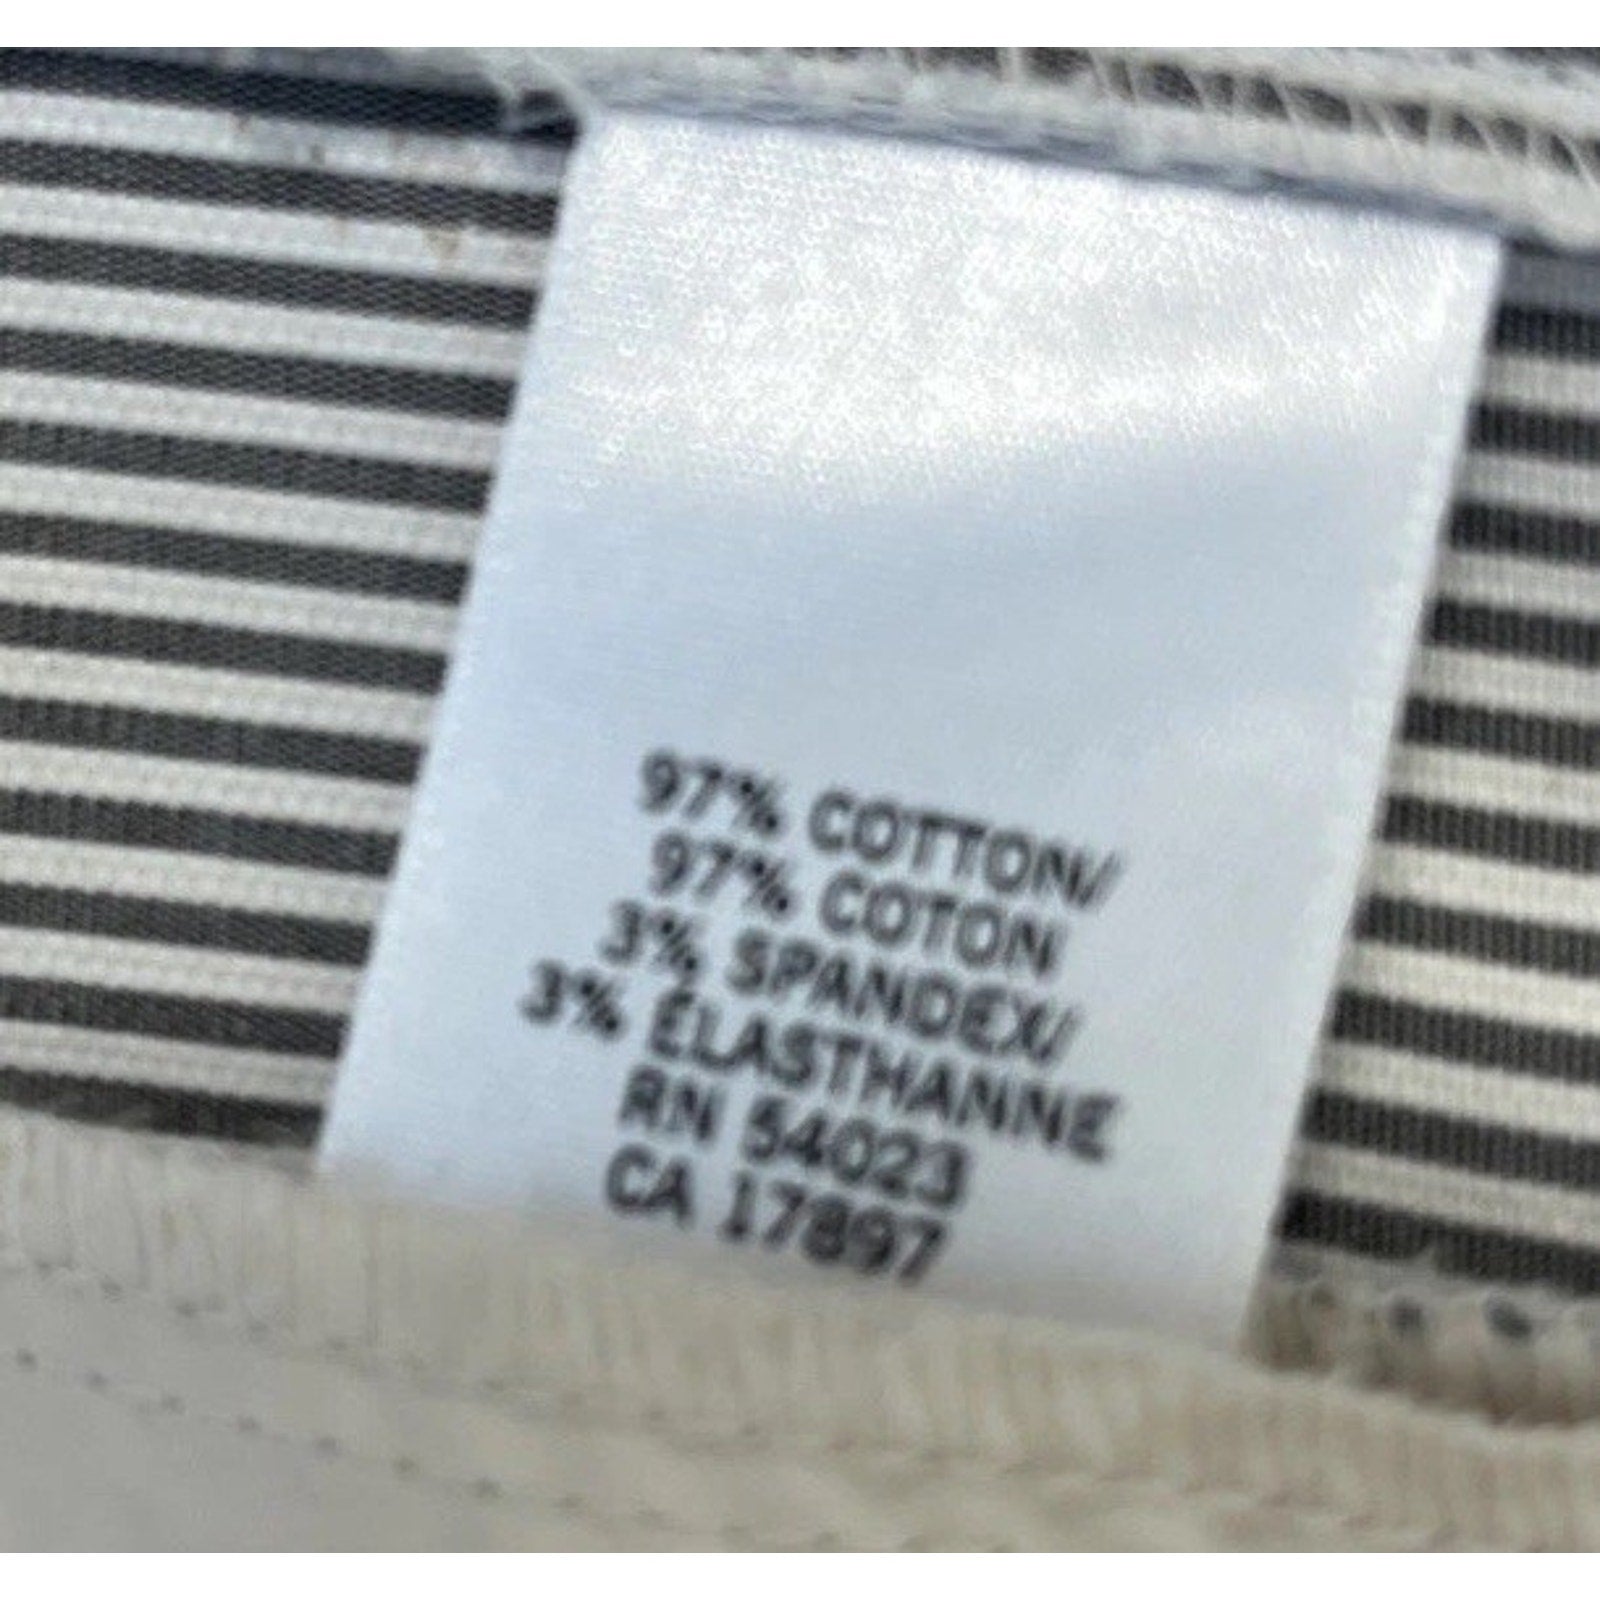 97% COTTON/
97% COTON
3% SPANDEX/
3% ÉLASTHANNE
RN 54023
CA 17897